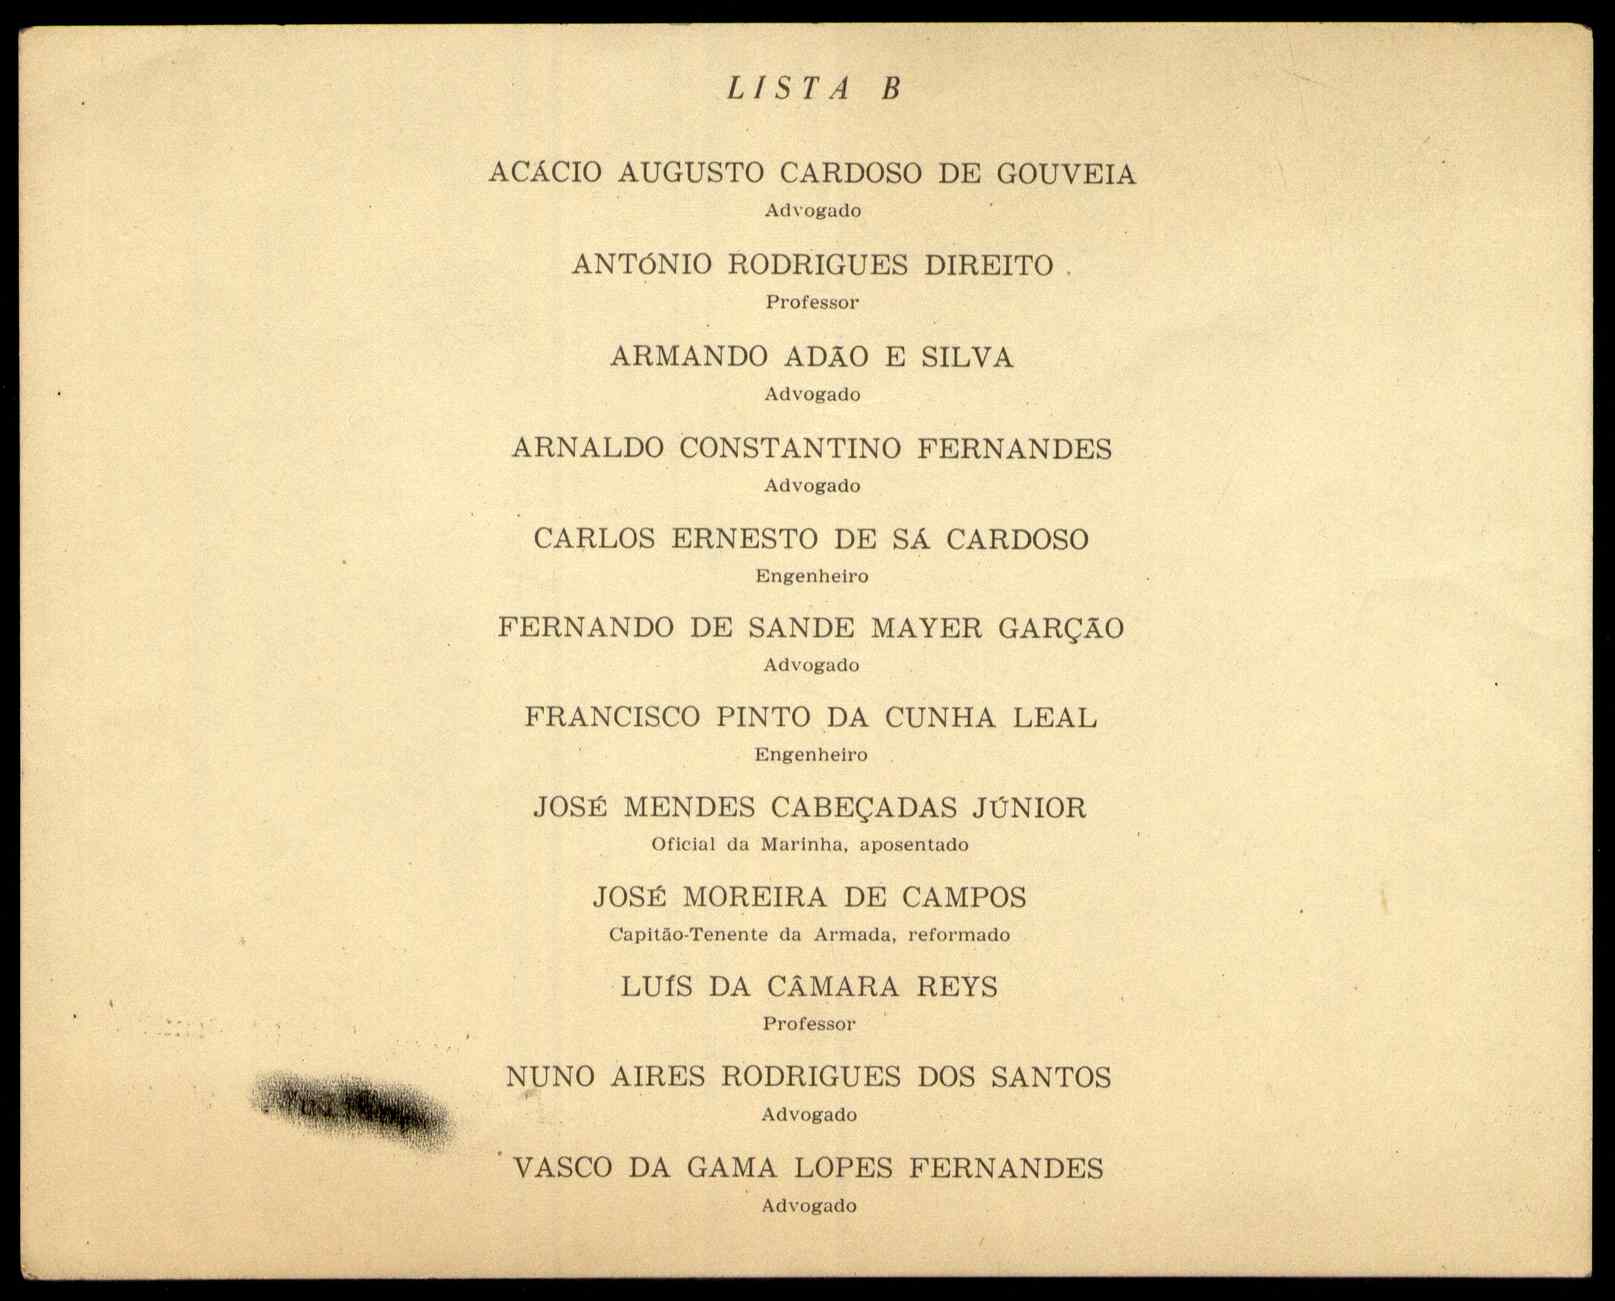 LISTA B
ACÁCIO AUGUSTO CARDOSO DE GOUVEIA
Advogado
ANTÓNIO RODRIGUES DIREITO
Professor
ARMANDO ADÃO E SILVA
Advogado
ARNALDO CONSTANTINO FERNANDES
Advogado
CARLOS ERNESTO DE SÁ CARDOSO
Engenheiro
FERNANDO DE SANDE MAYER GARÇÃO
Advogado
FRANCISCO PINTO DA CUNHA LEAL
Engenheiro
JOSÉ MENDES CABEÇADAS JÚNIOR
Oficial da Marinha, aposentado
JOSÉ MOREIRA DE CAMPOS
Capitão-Tenente da Armada, reformado
LUÍS DA CÂMARA REYS
Professor
NUNO AIRES RODRIGUES DOS SANTOS
Advogado
VASCO DA GAMA LOPES FERNANDES
Advogado